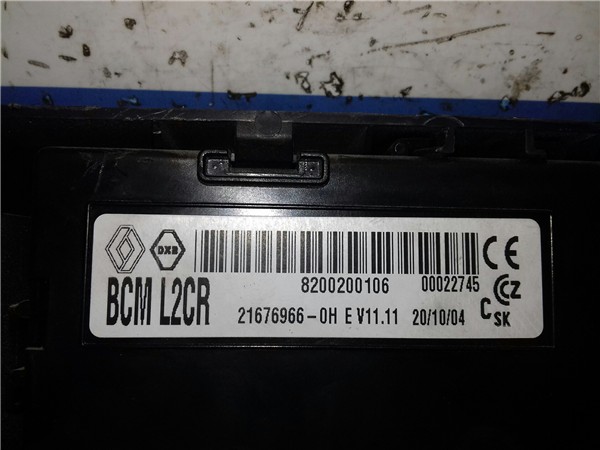 DXB
8200200106 00022745
BCM L2CR 21676966-0H E V11.11 20/10/04
CE
CZ
C SK